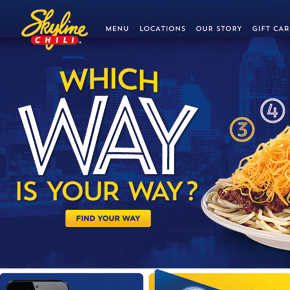 Skyline
CHILI
MENU LOCATIONS OUR STORY GIFT CAR
WHICH
WAY
IS YOUR WAY?
FIND YOUR WAY
3
4